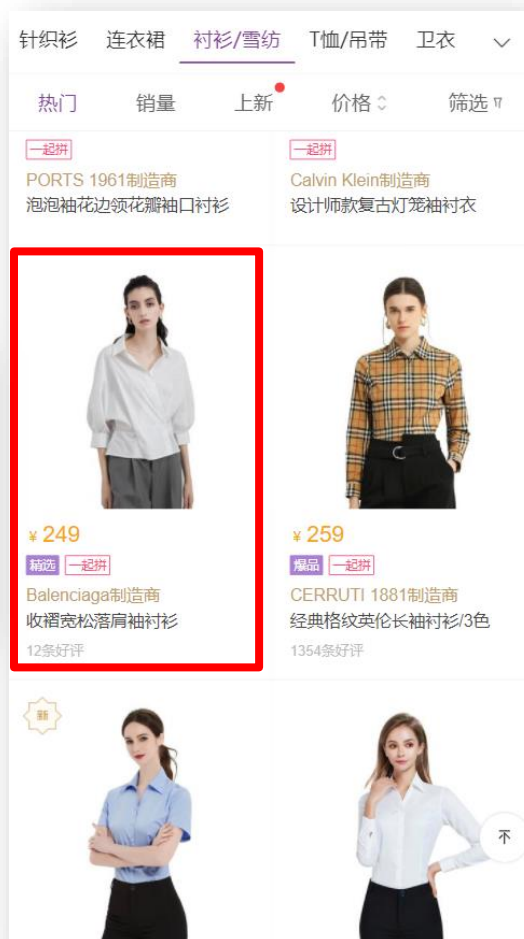 针织衫 连衣裙 衬衫/雪纺 T恤/吊带 卫衣
热门 销量 上新 价格 筛选
一起拼 一起拼
PORTS 1961制造商 Calvin Klein制造商
泡泡袖花边领花瓣袖口衬衫 设计师款复古灯笼袖衬衣
¥ 249 ¥ 259
精选 一起拼 爆品 一起拼
Balenciaga制造商 CERRUTI 1881制造商
收褶宽松落肩袖衬衫 经典格纹英伦长袖衬衫/3色
12条好评 1354条好评
新